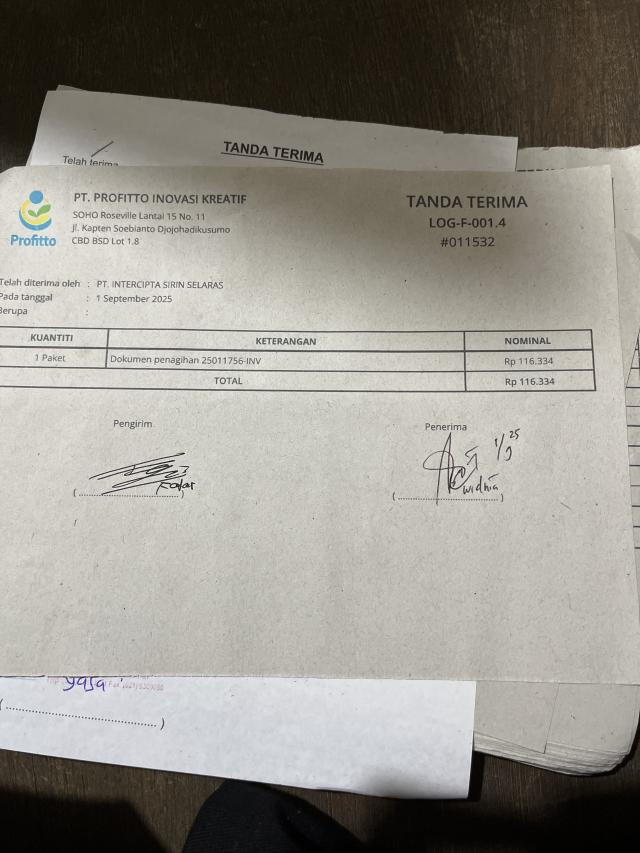 TANDA TERIMA
Telah terima
Profitto
PT. PROFITTO INOVASI KREATIF
SOHO Roseville Lantai 15 No. 11
Jl. Kapten Soebianto Djojohadikusumo
CBD BSD Lot 1.8
TANDA TERIMA
LOG-F-001.4
#011532
Telah diterima oleh : PT. INTERCIPTA SIRIN SELARAS
Pada tanggal : 1 September 2025
Berupa :
KUANTITI KETERANGAN NOMINAL
1 Paket Dokumen penagihan 25011756-INV Rp 116.334
TOTAL Rp 116.334
Pengirim
Penerima
1/9 25
widhia
(........................)
(........................)
yasa
(........................)